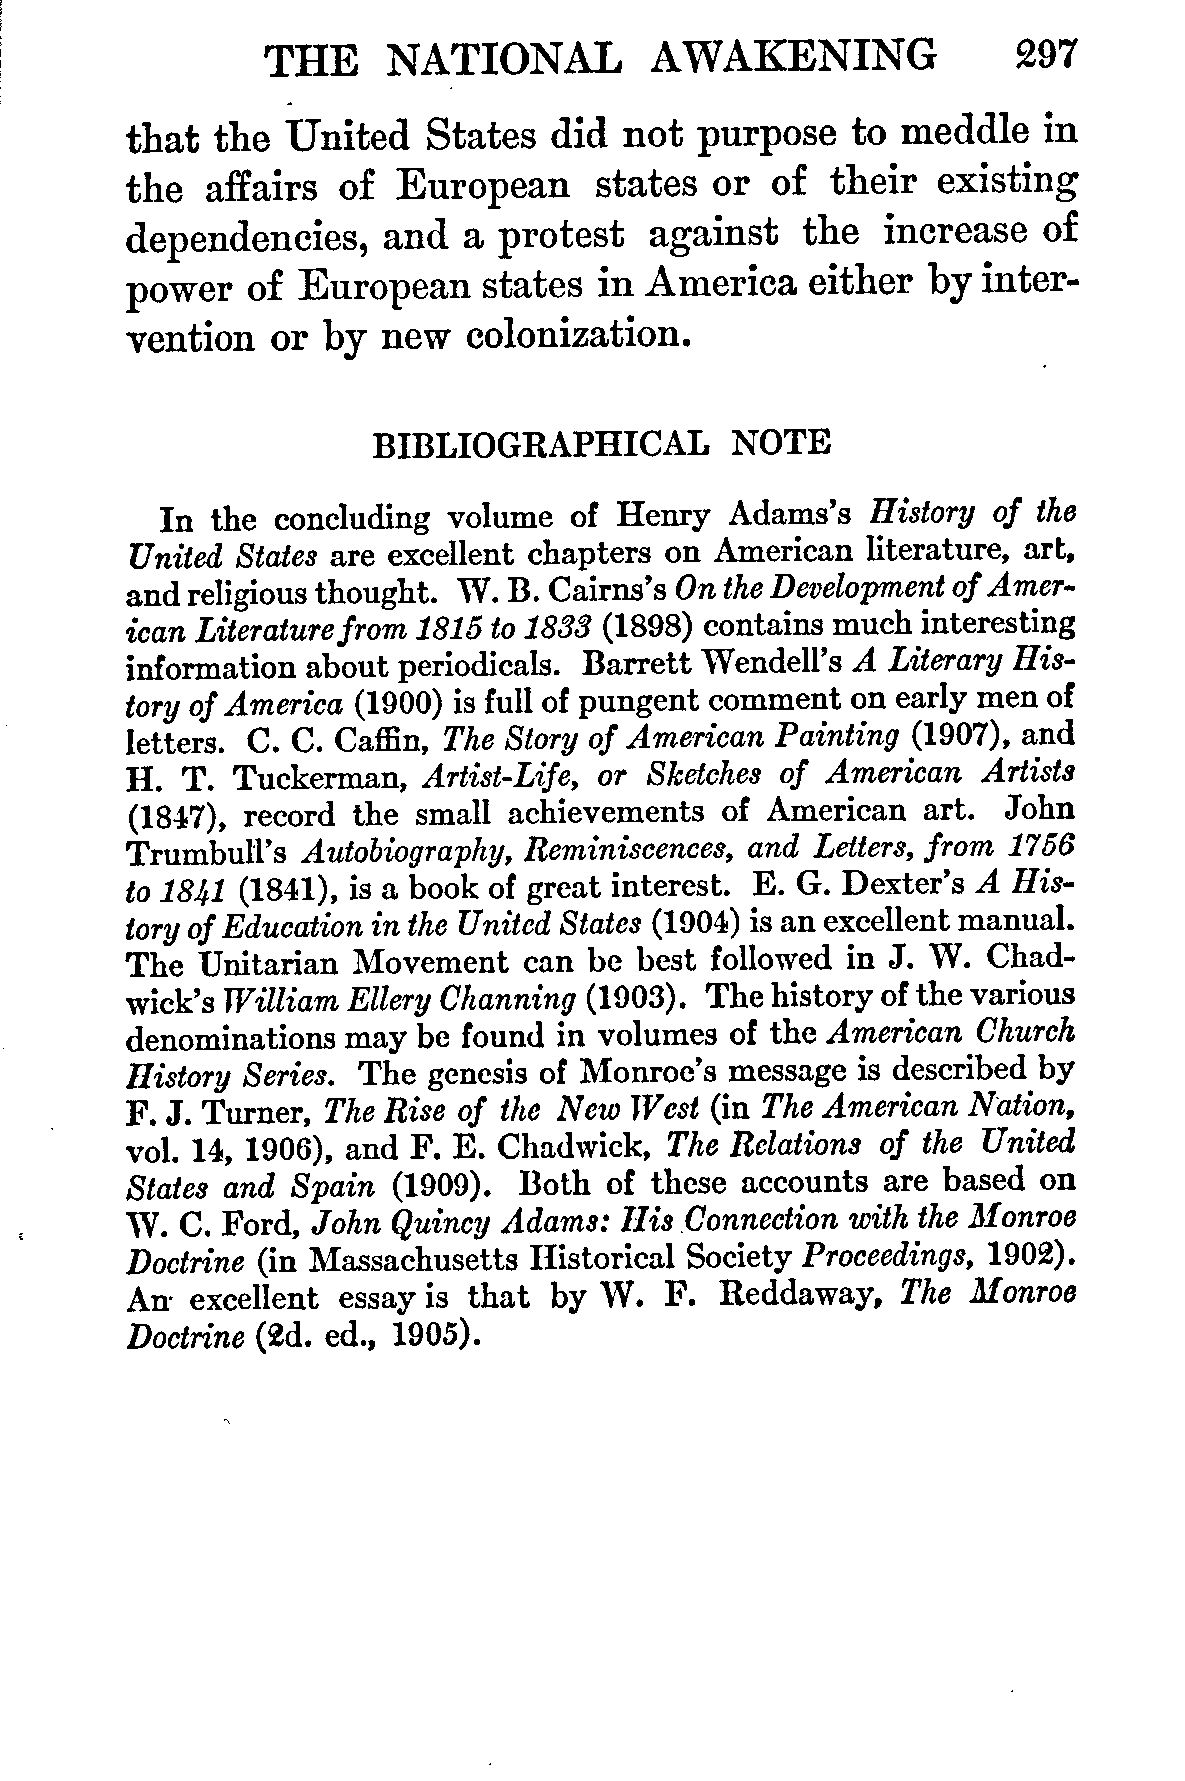 THE NATIONAL AWAKENING 297
that the United States did not purpose to meddle in
the affairs of European states or of their existing
dependencies, and a protest against the increase of
power of European states in America either by inter-
vention or by new colonization.
BIBLIOGRAPHICAL NOTE
In the concluding volume of Henry Adams's History of the
United States are excellent chapters on American literature, art,
and religious thought. W. B. Cairns's On the Development of Amer-
ican Literature from 1815 to 1833 (1898) contains much interesting
information about periodicals. Barrett Wendell's A Literary His-
tory of America (1900) is full of pungent comment on early men of
letters. C. C. Caffin, The Story of American Painting (1907), and
H. T. Tuckerman, Artist-Life, or Sketches of American Artists
(1847), record the small achievements of American art. John
Trumbull's Autobiography, Reminiscences, and Letters, from 1756
to 1841 (1841), is a book of great interest. E. G. Dexter's A His-
tory of Education in the United States (1904) is an excellent manual.
The Unitarian Movement can be best followed in J. W. Chad-
wick's William Ellery Channing (1903). The history of the various
denominations may be found in volumes of the American Church
History Series. The genesis of Monroe's message is described by
F. J. Turner, The Rise of the New West (in The American Nation,
vol. 14, 1906), and F. E. Chadwick, The Relations of the United
States and Spain (1909). Both of these accounts are based on
W. C. Ford, John Quincy Adams: His Connection with the Monroe
Doctrine (in Massachusetts Historical Society Proceedings, 1902).
An excellent essay is that by W. F. Reddaway, The Monroe
Doctrine (2d. ed., 1905).